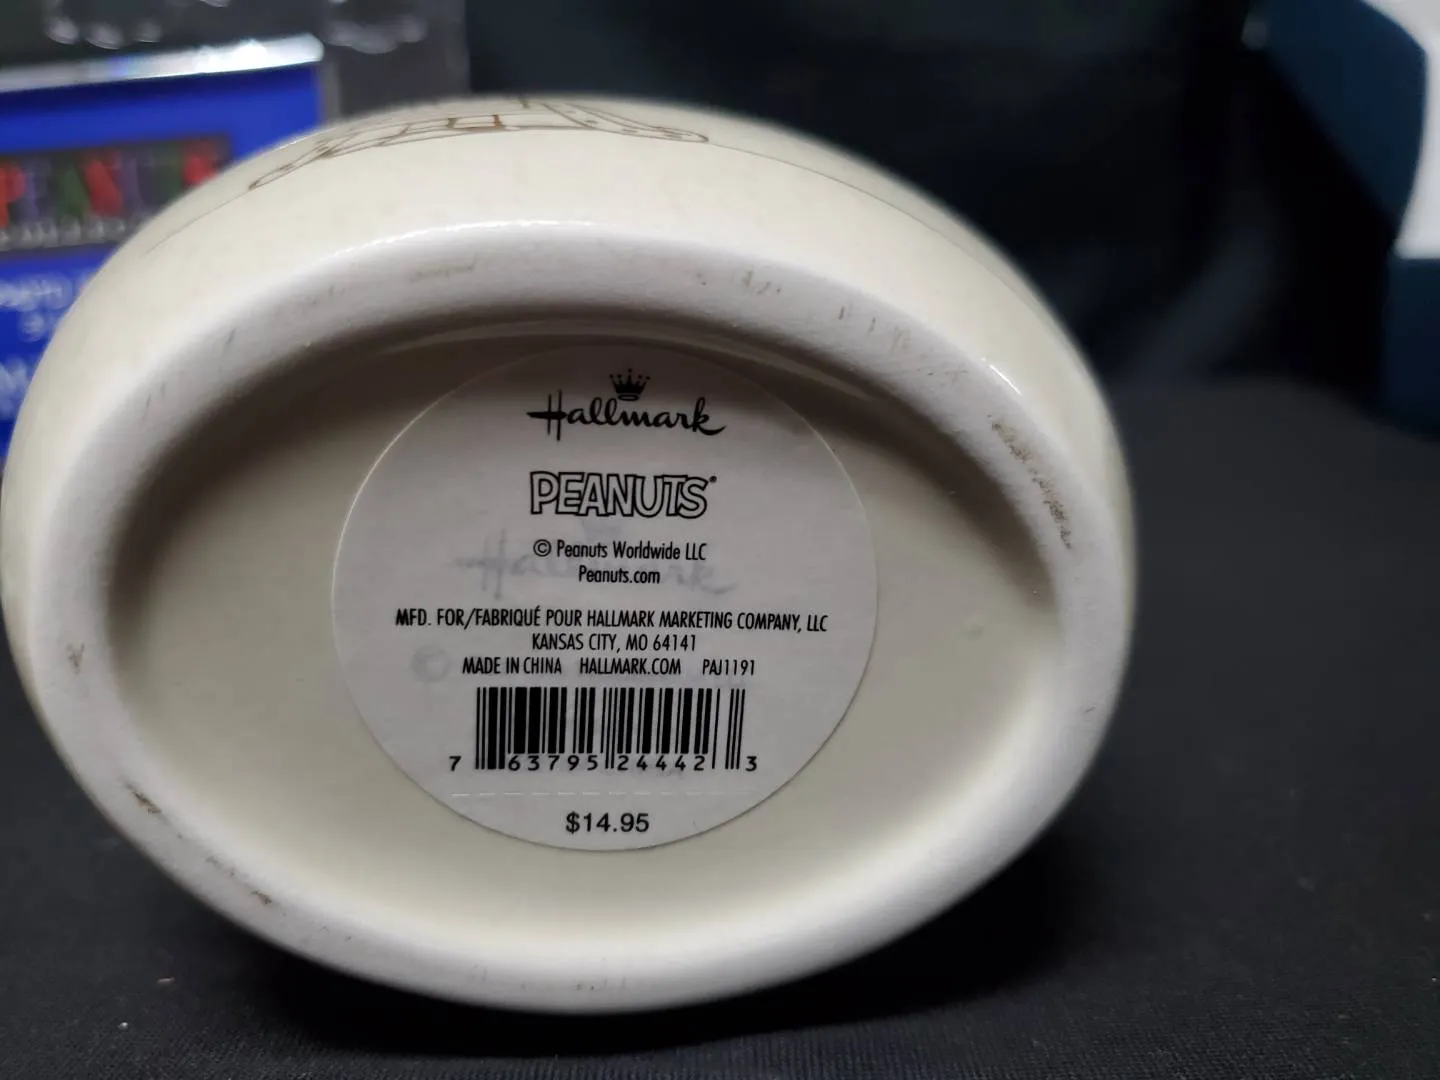 PEANUTS
Hallmark
PEANUTS®
© Peanuts Worldwide LLC
Peanuts.com
MFD. FOR/FABRIQUÉ POUR HALLMARK MARKETING COMPANY, LLC
KANSAS CITY, MO 64141
MADE IN CHINA HALLMARK.COM PAJ1191
7 63795 24442 3
$14.95